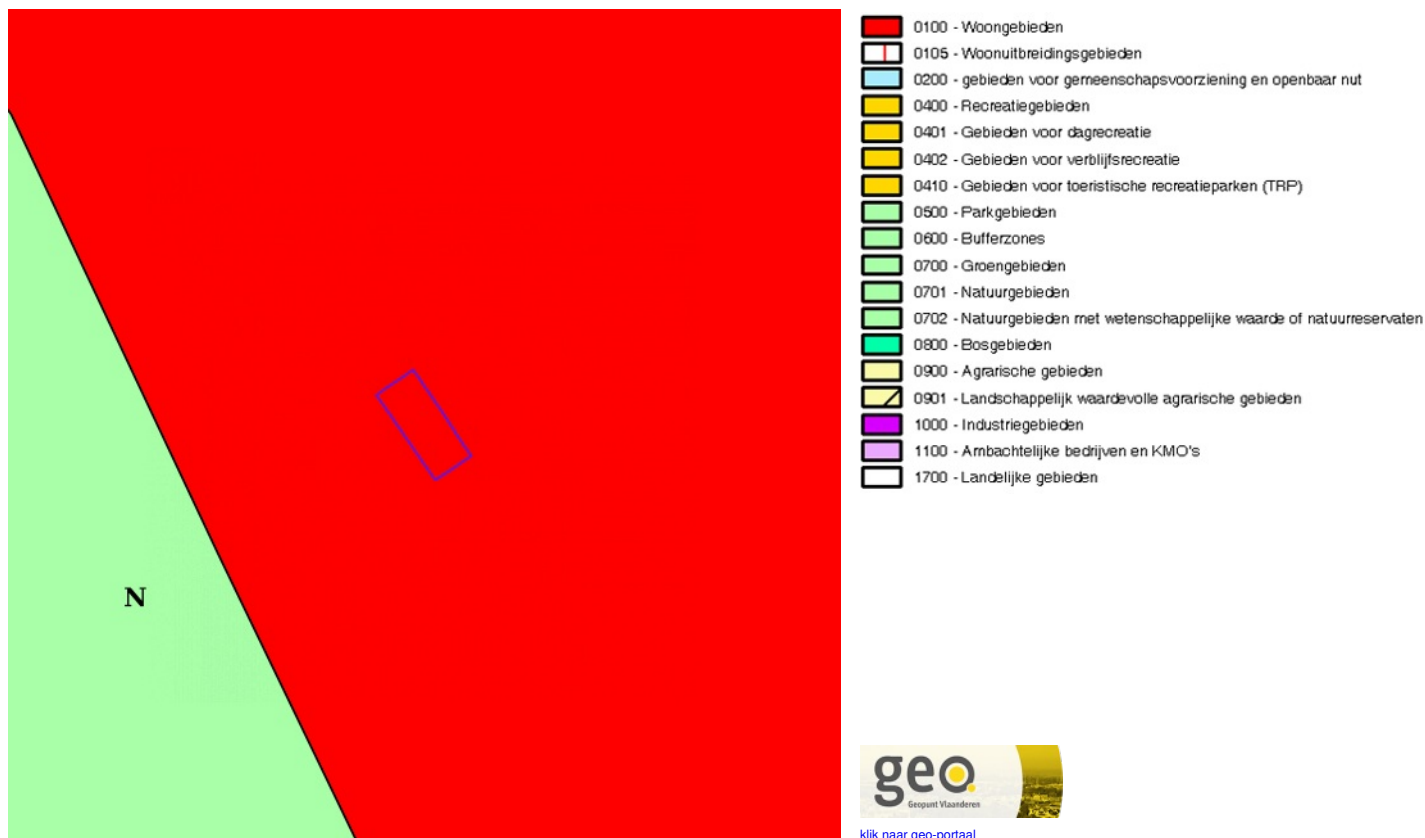 N
0100 - Woongebieden
0105 - Woonuitbreidingsgebieden
0200 - gebieden voor gemeenschapsvoorziening en openbaar nut
0400 - Recreatiegebieden
0401 - Gebieden voor dagrecreatie
0402 - Gebieden voor verblijfsrecreatie
0410 - Gebieden voor toeristische recreatieparken (TRP)
0500 - Parkgebieden
0600 - Bufferzones
0700 - Groengebieden
0701 - Natuurgebieden
0702 - Natuurgebieden met wetenschappelijke waarde of natuurreservaten
0800 - Bosgebieden
0900 - Agrarische gebieden
0901 - Landschappelijk waardevolle agrarische gebieden
1000 - Industriegebieden
1100 - Ambachtelijke bedrijven en KMO's
1700 - Landelijke gebieden
geo
Geopunt Vlaanderen
klik naar geo-portaal